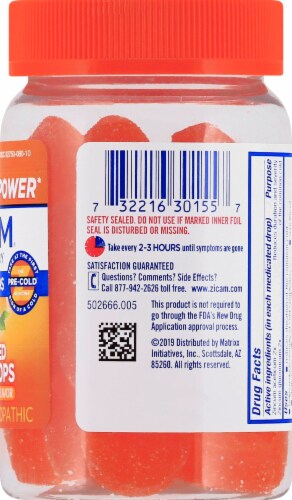 POWER*
M
PRE-COLD
OPS
LAVOR
OPATHIC
7 32216 30155 7
SAFETY SEALED. DO NOT USE IF MARKED INNER FOIL
SEAL IS DISTURBED OR MISSING.
Take every 2-3 HOURS until symptoms are gone
SATISFACTION GUARANTEED
Questions? Comments? Side Effects?
Call 877-942-2626 toll free. www.zicam.com
502666.005
This product is not required to
go through the FDA's New Drug
Application approval process.
©2019 Distributed by Matrixx
Initiatives, Inc., Scottsdale, AZ
85260. All rights reserved.
Drug Facts
Active ingredients (in each medicated drop) Purpose